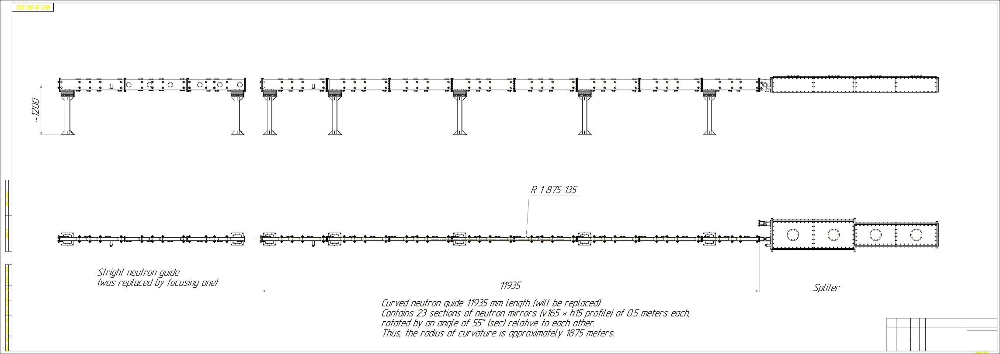 ~1200
R 1 875 135
Stright neutron guide
(was replaced by focusing one)
11935
Spliter
Curved neutron guide 11935 mm length (will be replaced)
Contains 23 sections of neutron mirrors (v165 × h15 profile) of 0.5 meters each,
rotated by an angle of 55" (sec) relative to each other.
Thus, the radius of curvature is approximately 1875 meters.